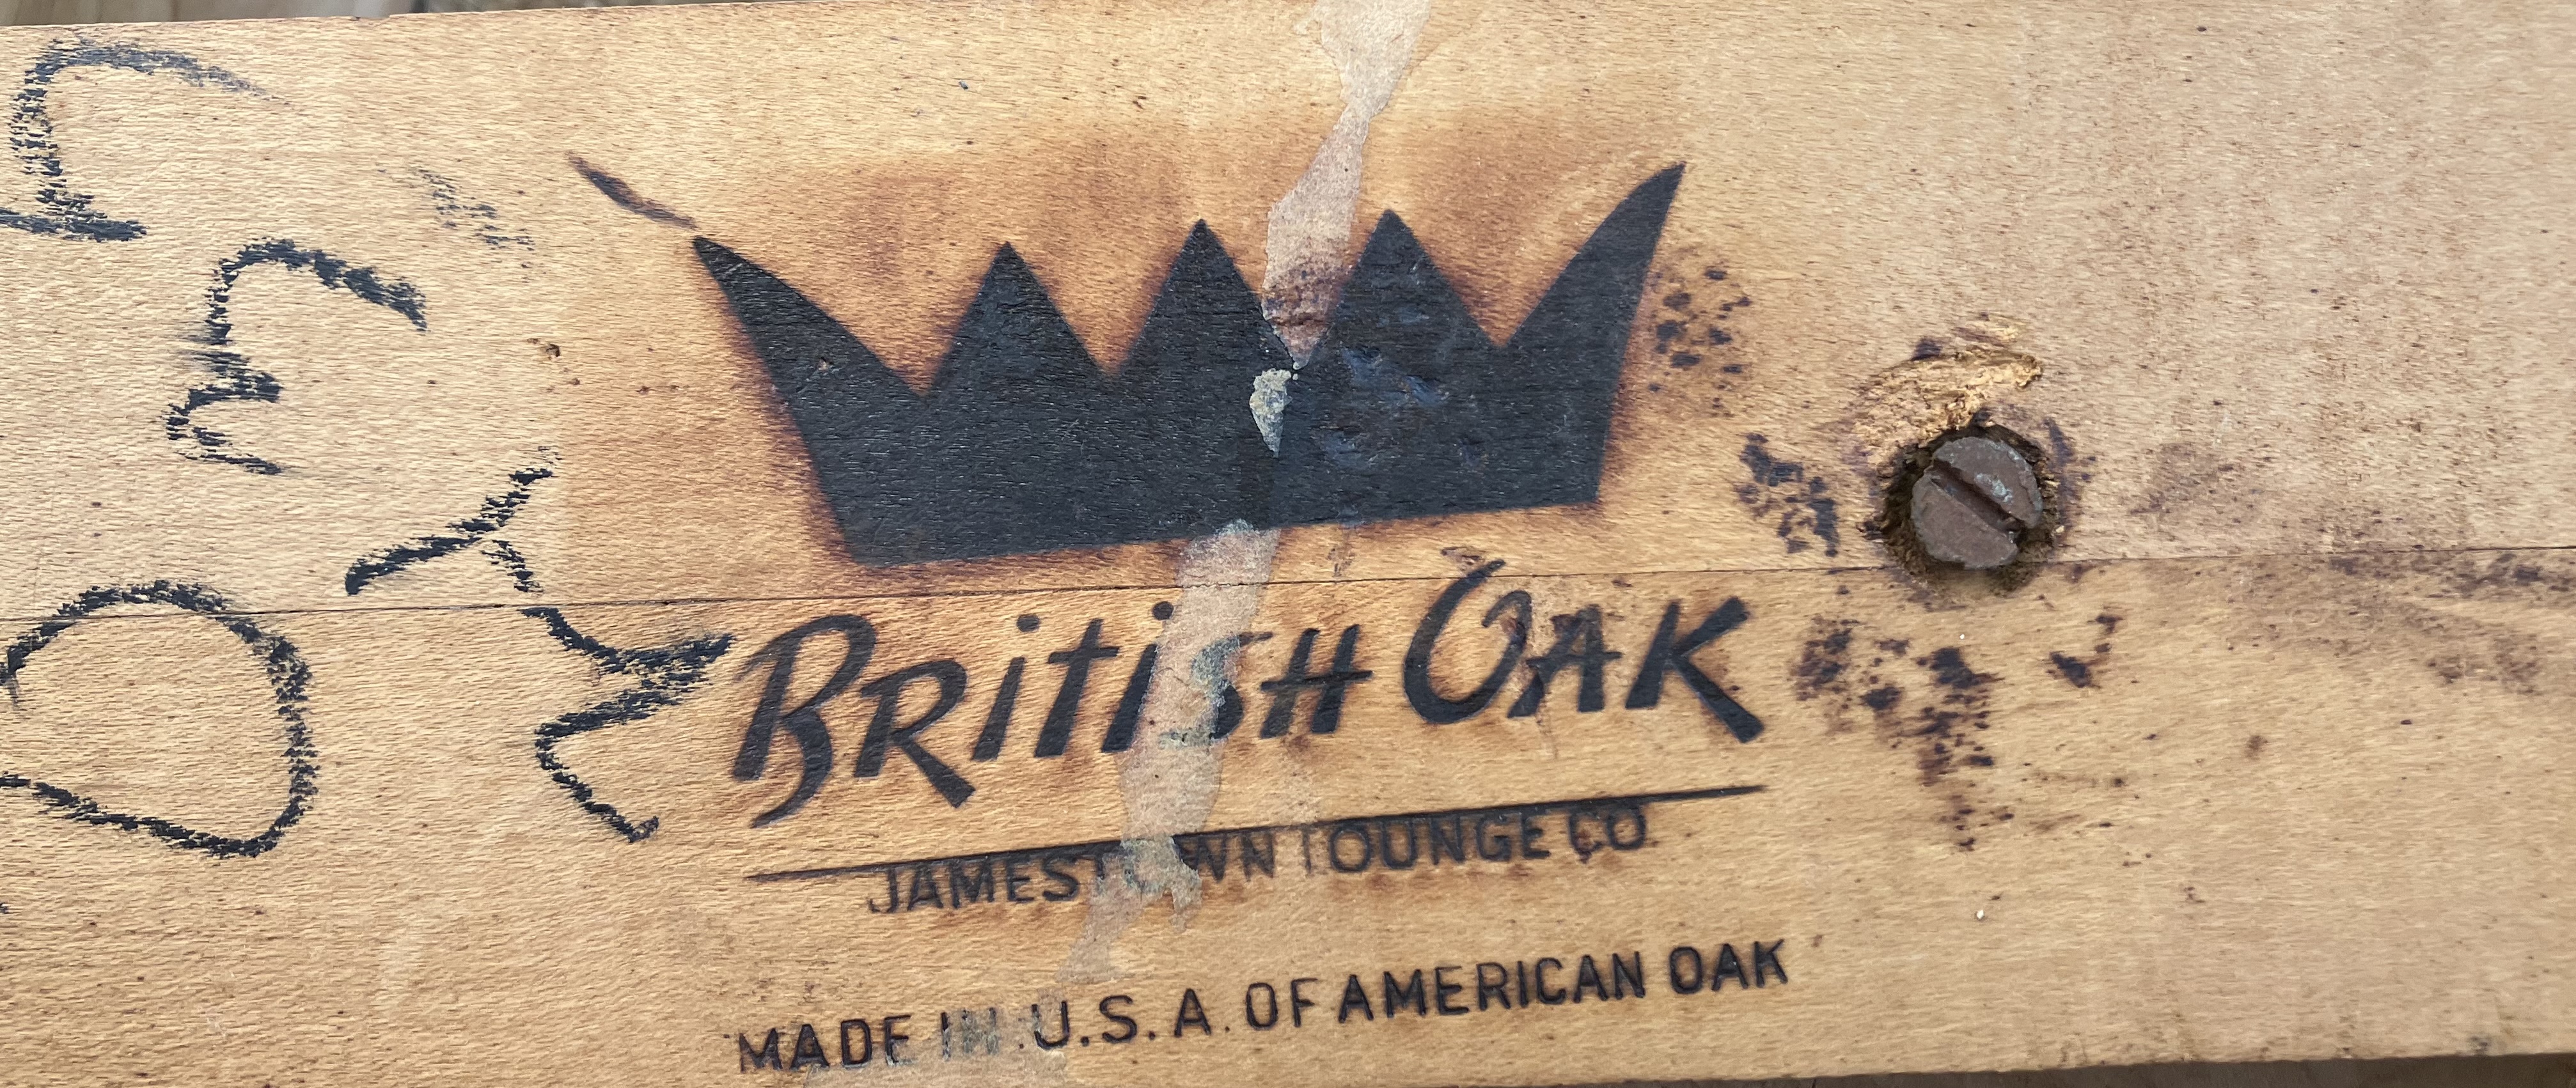 BRitiSH OAK
JAMESTOWN LOUNGE CO
MADE IN U.S.A. OF AMERICAN OAK